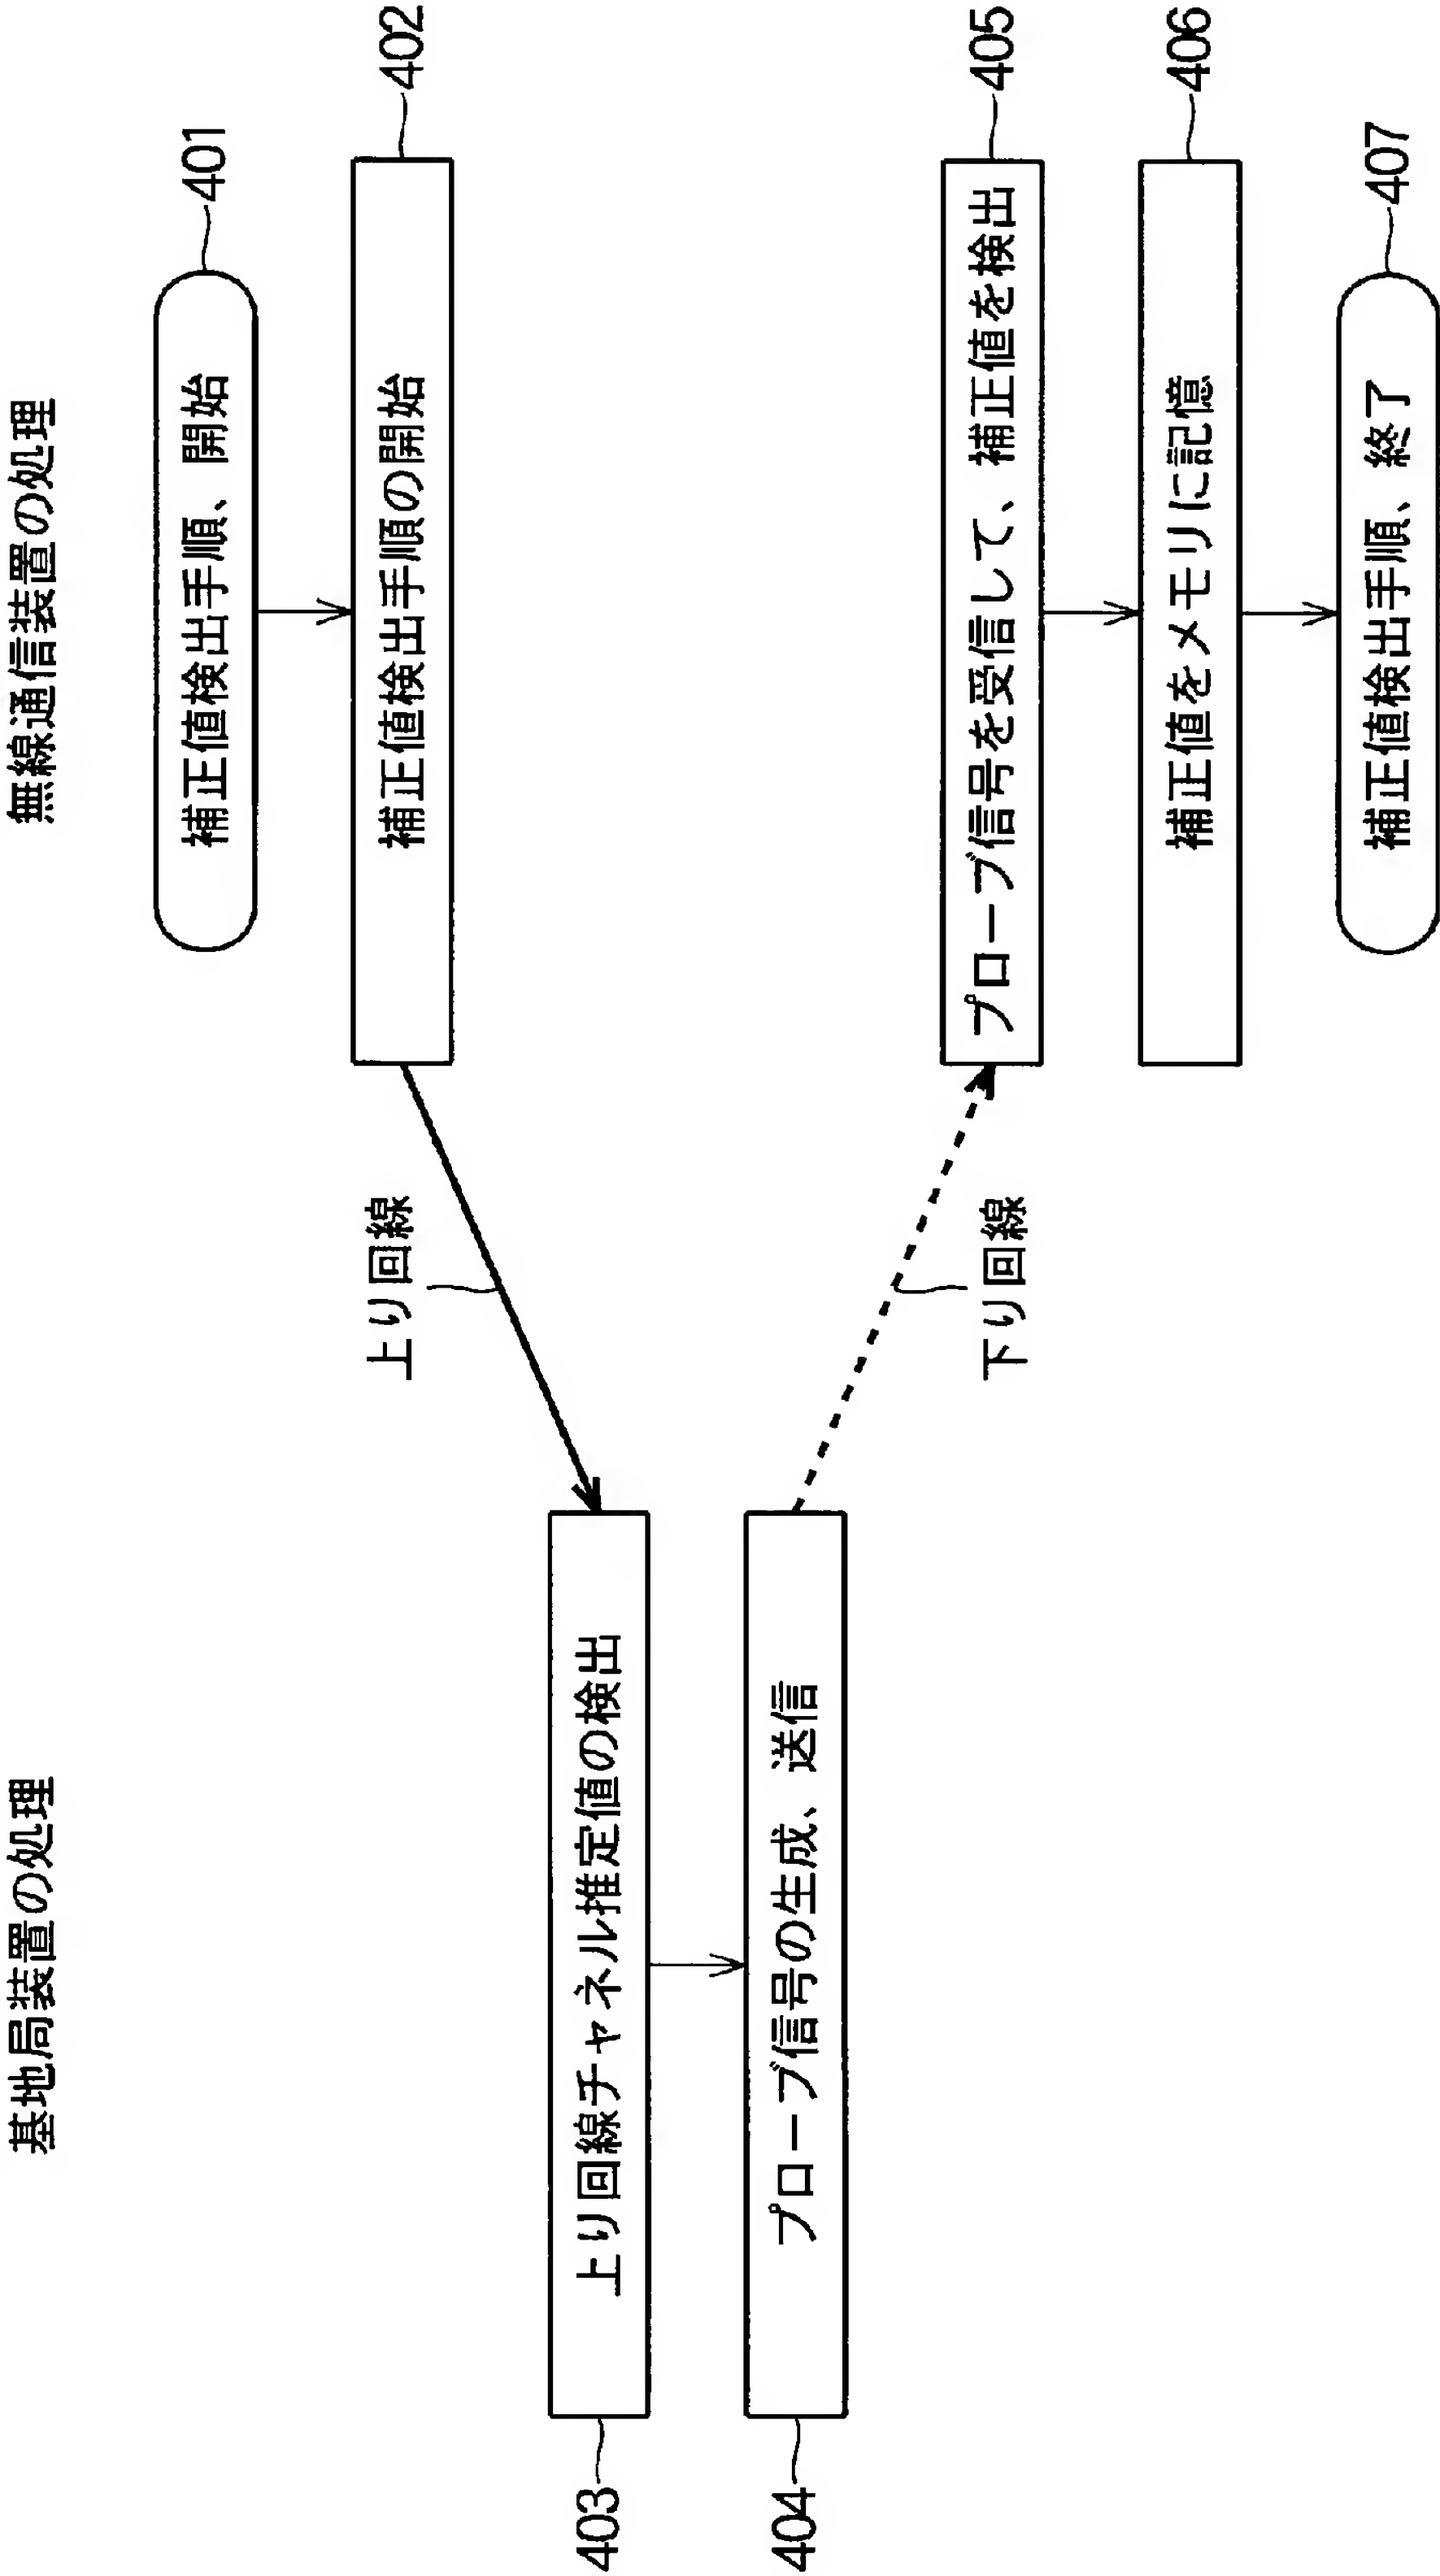 基地局装置の処理
無線通信装置の処理
補正値検出手順、開始
401
補正値検出手順の開始
402
上り回線
403
上り回線チャネル推定値の検出
404
プローブ信号の生成、送信
下り回線
プローブ信号を受信して、補正値を検出
405
補正値をメモリに記憶
406
補正値検出手順、終了
407